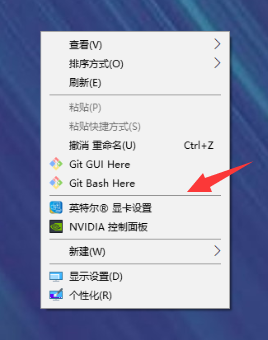 查看(V)
排序方式(O)
刷新(E)
粘贴(P)
粘贴快捷方式(S)
撤消 重命名(U) Ctrl+Z
Git GUI Here
Git Bash Here
英特尔® 显卡设置
NVIDIA 控制面板
新建(W)
显示设置(D)
个性化(R)